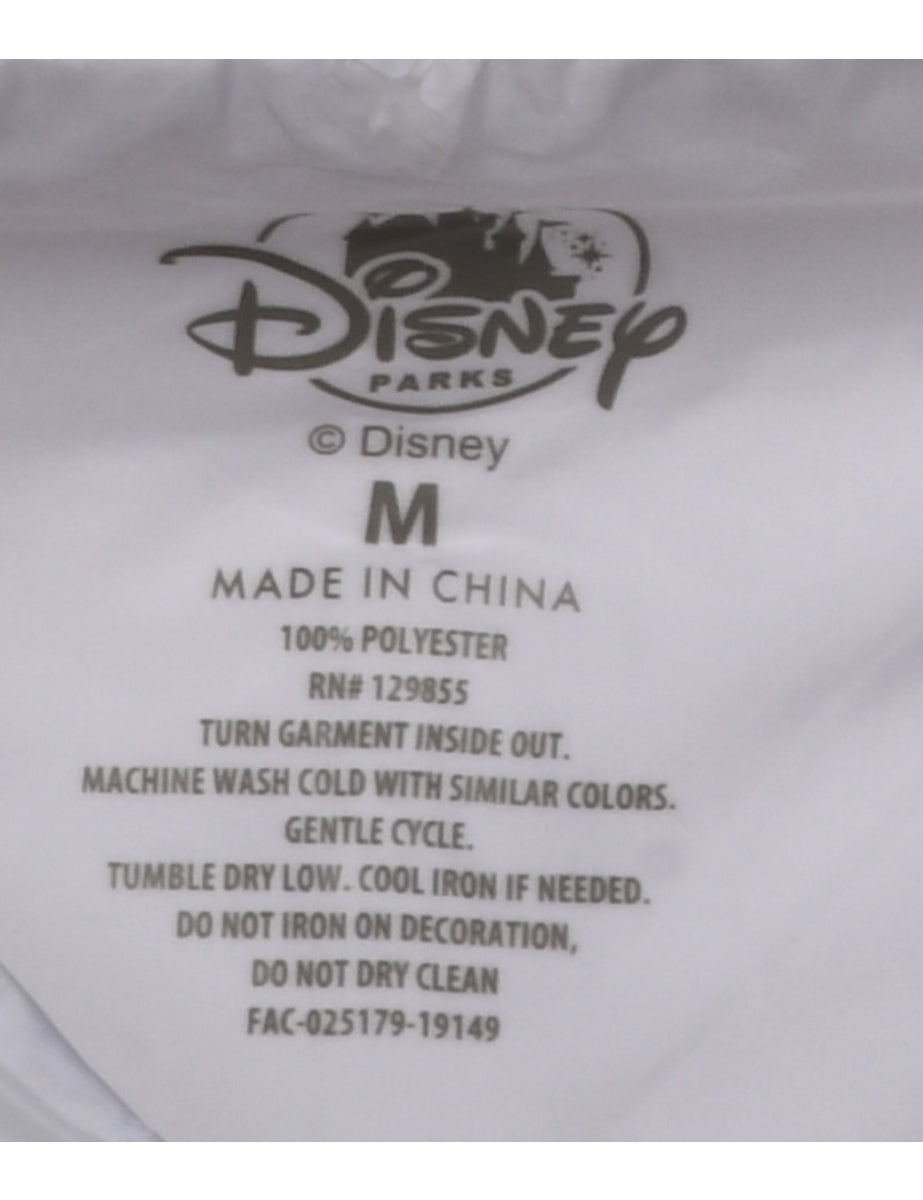 Disney
PARKS
© Disney
M
MADE IN CHINA
100% POLYESTER
RN# 129855
TURN GARMENT INSIDE OUT.
MACHINE WASH COLD WITH SIMILAR COLORS.
GENTLE CYCLE.
TUMBLE DRY LOW. COOL IRON IF NEEDED.
DO NOT IRON ON DECORATION,
DO NOT DRY CLEAN
FAC-025179-19149